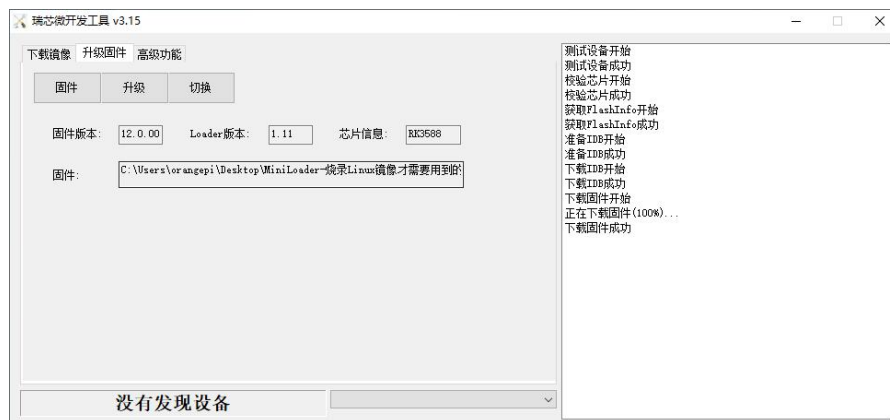 瑞芯微开发工具 v3.15
下载镜像 升级固件 高级功能
固件 升级 切换
固件版本: 12.0.00 Loader版本: 1.11 芯片信息: RK3588
固件: C:\Users\orangepi\Desktop\MiniLoader-烧录Linux镜像才需要用到的
没有发现设备
测试设备开始
测试设备成功
校验芯片开始
校验芯片成功
获取FlashInfo开始
获取FlashInfo成功
准备IDB开始
准备IDB成功
下载IDB开始
下载IDB成功
下载固件开始
正在下载固件(100%)...
下载固件成功